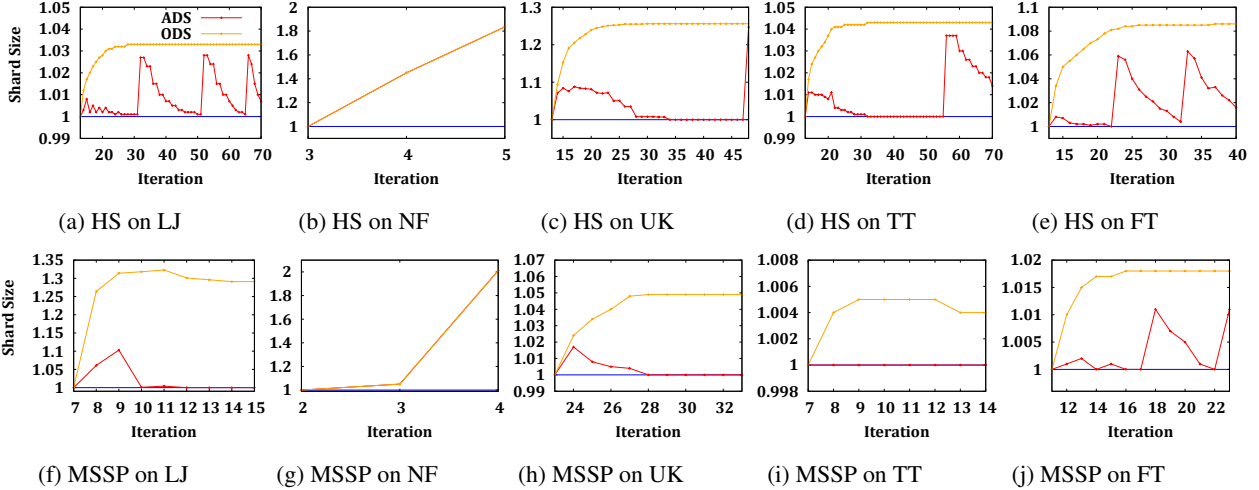 ADS
ODS
Shard Size
1.05
1.04
1.03
1.02
1.01
1
0.99
20 30 40 50 60 70
Iteration
(a) HS on LJ
2
1.8
1.6
1.4
1.2
1
3 4 5
Iteration
(b) HS on NF
1.3
1.2
1.1
1
15 20 25 30 35 40 45
Iteration
(c) HS on UK
1.05
1.04
1.03
1.02
1.01
1
0.99
20 30 40 50 60 70
Iteration
(d) HS on TT
1.1
1.08
1.06
1.04
1.02
1
15 20 25 30 35 40
Iteration
(e) HS on FT
Shard Size
1.35
1.3
1.25
1.2
1.15
1.1
1.05
1
7 8 9 10 11 12 13 14 15
Iteration
(f) MSSP on LJ
2
1.8
1.6
1.4
1.2
1
2 3 4
Iteration
(g) MSSP on NF
1.07
1.06
1.05
1.04
1.03
1.02
1.01
1
0.99
24 26 28 30 32
Iteration
(h) MSSP on UK
1.008
1.006
1.004
1.002
1
0.998
7 8 9 10 11 12 13 14
Iteration
(i) MSSP on TT
1.02
1.015
1.01
1.005
1
12 14 16 18 20 22
Iteration
(j) MSSP on FT